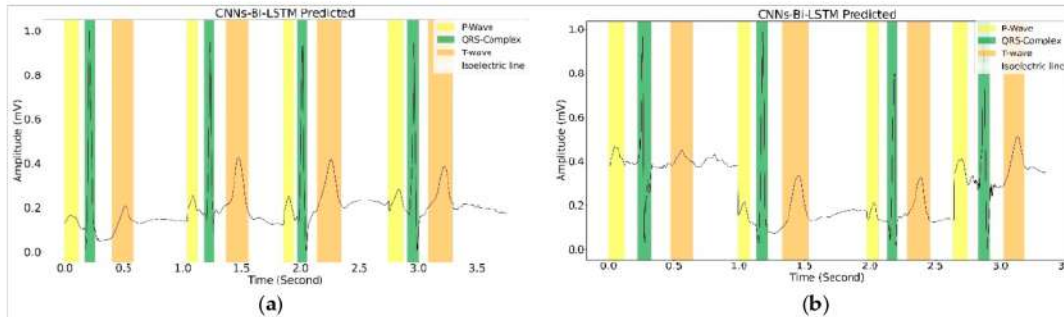 CNNs-Bi-LSTM Predicted
P-Wave
QRS-Complex
T-wave
Isoelectric line
Amplitude (mV)
1.0
0.8
0.6
0.4
0.2
0.0
0.0 0.5 1.0 1.5 2.0 2.5 3.0 3.5
Time (Second)
(a)
CNNs-Bi-LSTM Predicted
P-Wave
QRS-Complex
T-wave
Isoelectric line
Amplitude (mV)
1.0
0.8
0.6
0.4
0.2
0.0
0.0 0.5 1.0 1.5 2.0 2.5 3.0 3.5
Time (Second)
(b)